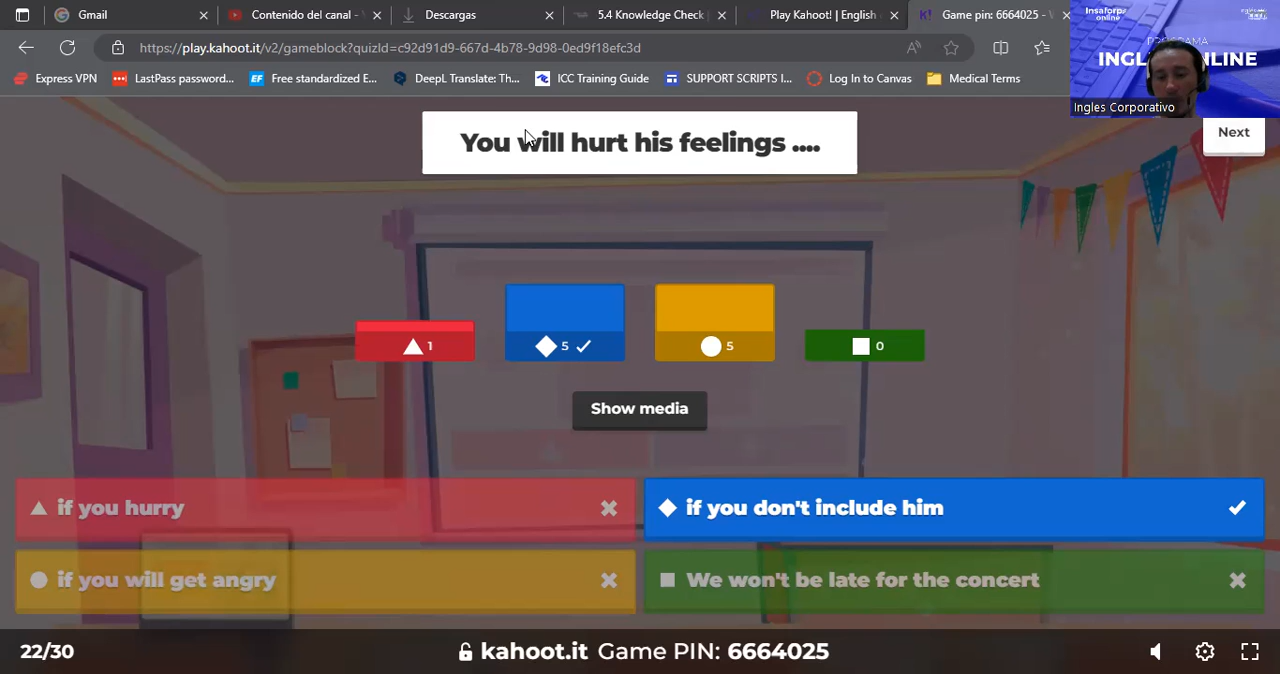 Gmail
Contenido del canal -
Descargas
5.4 Knowledge Check
Play Kahoot! | English
Game pin: 6664025 -
https://play.kahoot.it/v2/gameblock?quizId=c92d91d9-667d-4b78-9d98-0ed9f18efc3d
Express VPN
LastPass password...
Free standardized E...
DeepL Translate: Th...
ICC Training Guide
SUPPORT SCRIPTS I...
Log In to Canvas
Medical Terms
Insaforp
online
Ingles Corporativo
Next
You will hurt his feelings ....
1
5
5
0
Show media
if you hurry
if you don't include him
if you will get angry
We won't be late for the concert
22/30
kahoot.it Game PIN: 6664025